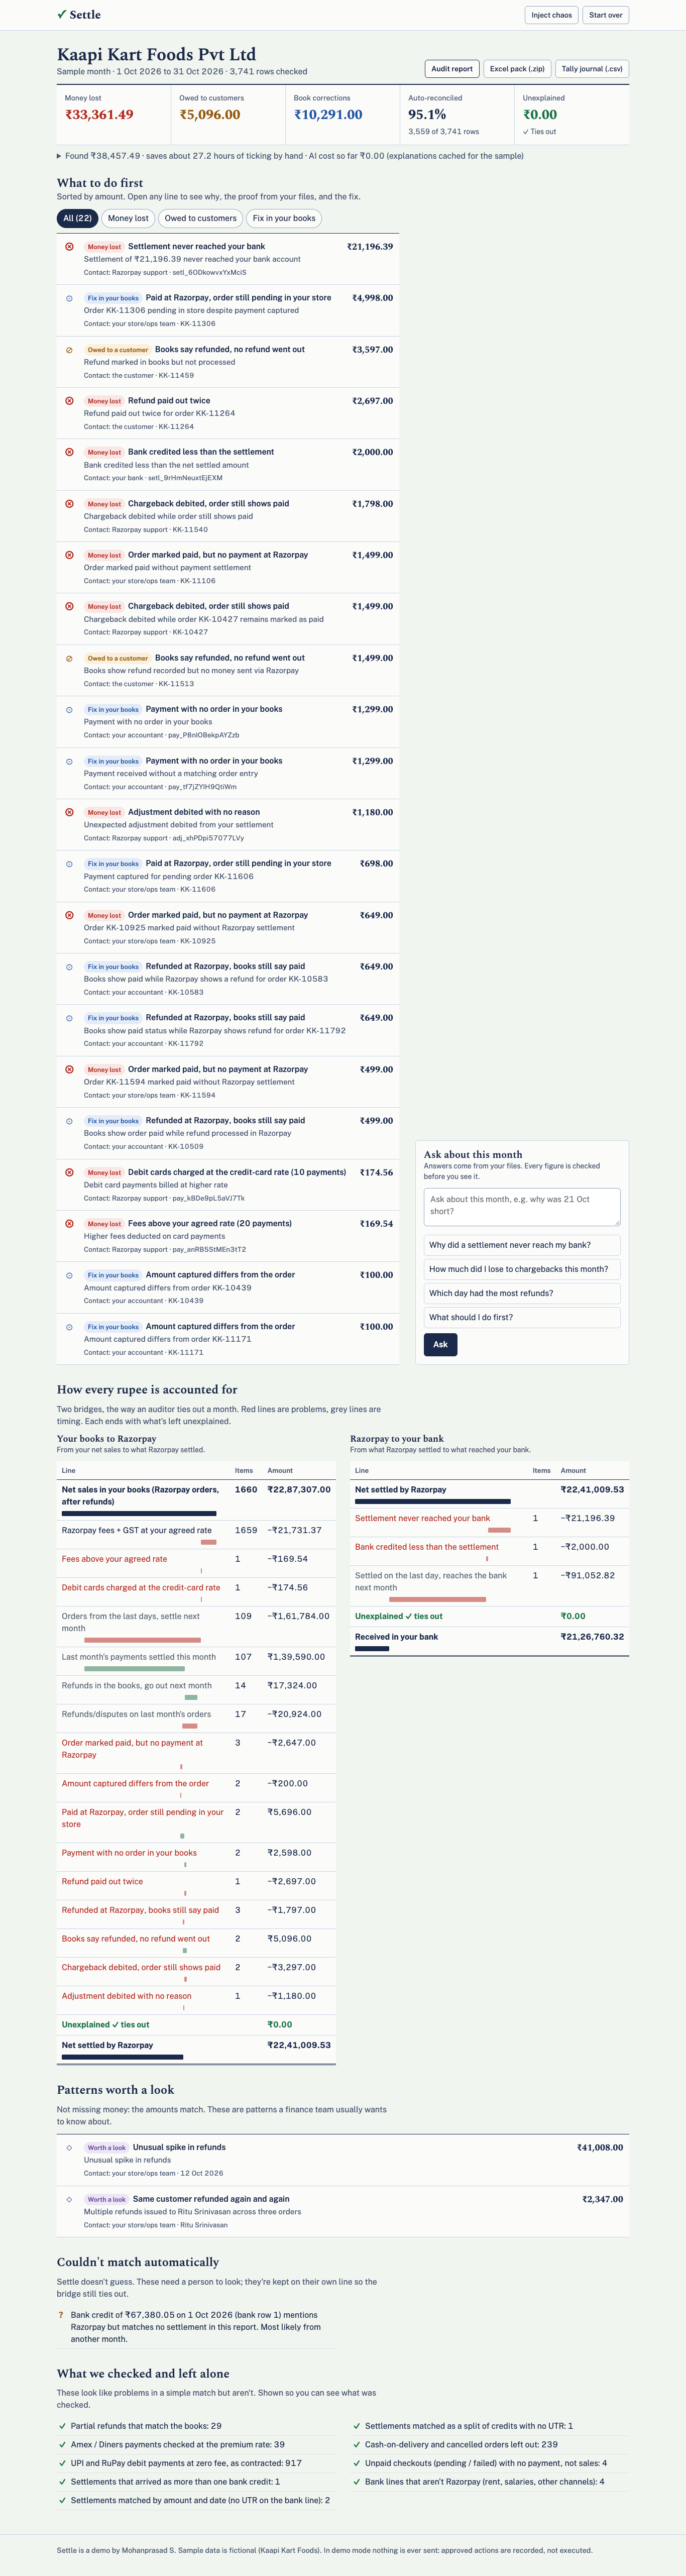 ✓ Settle
Inject chaos
Start over
Kaapi Kart Foods Pvt Ltd
Sample month · 1 Oct 2026 to 31 Oct 2026 · 3,741 rows checked
Audit report
Excel pack (.zip)
Tally journal (.csv)
Money lost
₹33,361.49
Owed to customers
₹5,096.00
Book corrections
₹10,291.00
Auto-reconciled
95.1%
3,559 of 3,741 rows
Unexplained
₹0.00
✓ Ties out
Found ₹38,457.49 · saves about 27.2 hours of ticking by hand · AI cost so far ₹0.00 (explanations cached for the sample)
What to do first
Sorted by amount. Open any line to see why, the proof from your files, and the fix.
All (22)
Money lost
Owed to customers
Fix in your books
Money lost Settlement never reached your bank ₹21,196.39
Settlement of ₹21,196.39 never reached your bank account
Contact: Razorpay support · setl_6ODkowvxYxMciS
Fix in your books Paid at Razorpay, order still pending in your store ₹4,998.00
Order KK-11306 pending in store despite payment captured
Contact: your store/ops team · KK-11306
Owed to a customer Books say refunded, no refund went out ₹3,597.00
Refund marked in books but not processed
Contact: the customer · KK-11459
Money lost Refund paid out twice ₹2,697.00
Refund paid out twice for order KK-11264
Contact: the customer · KK-11264
Money lost Bank credited less than the settlement ₹2,000.00
Bank credited less than the net settled amount
Contact: your bank · setl_9rHmNeuxtEjEXM
Money lost Chargeback debited, order still shows paid ₹1,798.00
Chargeback debited while order still shows paid
Contact: Razorpay support · KK-11540
Money lost Order marked paid, but no payment at Razorpay ₹1,499.00
Order marked paid without payment settlement
Contact: your store/ops team · KK-11106
Money lost Chargeback debited, order still shows paid ₹1,499.00
Chargeback debited while order KK-10427 remains marked as paid
Contact: Razorpay support · KK-10427
Owed to a customer Books say refunded, no refund went out ₹1,499.00
Books show refund recorded but no money sent via Razorpay
Contact: the customer · KK-11513
Fix in your books Payment with no order in your books ₹1,299.00
Payment with no order in your books
Contact: your accountant · pay_P8nIOBekpAYZzb
Fix in your books Payment with no order in your books ₹1,299.00
Payment received without a matching order entry
Contact: your accountant · pay_tf7jZYIH9QtiWm
Money lost Adjustment debited with no reason ₹1,180.00
Unexpected adjustment debited from your settlement
Contact: Razorpay support · adj_xhPDpi57077LVy
Fix in your books Paid at Razorpay, order still pending in your store ₹698.00
Payment captured for pending order KK-11606
Contact: your store/ops team · KK-11606
Money lost Order marked paid, but no payment at Razorpay ₹649.00
Order KK-10925 marked paid without Razorpay settlement
Contact: your store/ops team · KK-10925
Fix in your books Refunded at Razorpay, books still say paid ₹649.00
Books show paid while Razorpay shows a refund for order KK-10583
Contact: your accountant · KK-10583
Fix in your books Refunded at Razorpay, books still say paid ₹649.00
Books show paid status while Razorpay shows refund for order KK-11792
Contact: your accountant · KK-11792
Money lost Order marked paid, but no payment at Razorpay ₹499.00
Order KK-11594 marked paid without Razorpay settlement
Contact: your store/ops team · KK-11594
Fix in your books Refunded at Razorpay, books still say paid ₹499.00
Books show order paid while refund processed in Razorpay
Contact: your accountant · KK-10509
Money lost Debit cards charged at the credit-card rate (10 payments) ₹174.56
Debit card payments billed at higher rate
Contact: Razorpay support · pay_kBDe9pL5aVJ7Tk
Money lost Fees above your agreed rate (20 payments) ₹169.54
Higher fees deducted on card payments
Contact: Razorpay support · pay_anRB5StMEn3tT2
Fix in your books Amount captured differs from the order ₹100.00
Amount captured differs from order KK-10439
Contact: your accountant · KK-10439
Fix in your books Amount captured differs from the order ₹100.00
Amount captured differs from order KK-11171
Contact: your accountant · KK-11171
Ask about this month
Answers come from your files. Every figure is checked
before you see it.
Ask about this month, e.g. why was 21 Oct
short?
Why did a settlement never reach my bank?
How much did I lose to chargebacks this month?
Which day had the most refunds?
What should I do first?
Ask
How every rupee is accounted for
Two bridges, the way an auditor ties out a month. Red lines are problems, grey lines are
timing. Each ends with what's left unexplained.
Your books to Razorpay
From your net sales to what Razorpay settled.
Line Items Amount
Net sales in your books (Razorpay orders, 1660 ₹22,87,307.00
after refunds)
Razorpay fees + GST at your agreed rate 1659 −₹21,731.37
Fees above your agreed rate 1 −₹169.54
Debit cards charged at the credit-card rate 1 −₹174.56
Orders from the last days, settle next 109 −₹1,61,784.00
month
Last month's payments settled this month 107 ₹1,39,590.00
Refunds in the books, go out next month 14 ₹17,324.00
Refunds/disputes on last month's orders 17 −₹20,924.00
Order marked paid, but no payment at 3 −₹2,647.00
Razorpay
Amount captured differs from the order 2 −₹200.00
Paid at Razorpay, order still pending in your 2 ₹5,696.00
store
Payment with no order in your books 2 ₹2,598.00
Refund paid out twice 1 −₹2,697.00
Refunded at Razorpay, books still say paid 3 −₹1,797.00
Books say refunded, no refund went out 2 ₹5,096.00
Chargeback debited, order still shows paid 2 −₹3,297.00
Adjustment debited with no reason 1 −₹1,180.00
Unexplained ✓ ties out ₹0.00
Net settled by Razorpay ₹22,41,009.53
Razorpay to your bank
From what Razorpay settled to what reached your bank.
Line Items Amount
Net settled by Razorpay ₹22,41,009.53
Settlement never reached your bank 1 −₹21,196.39
Bank credited less than the settlement 1 −₹2,000.00
Settled on the last day, reaches the bank 1 −₹91,052.82
next month
Unexplained ✓ ties out ₹0.00
Received in your bank ₹21,26,760.32
Patterns worth a look
Not missing money: the amounts match. These are patterns a finance team usually wants
to know about.
Worth a look Unusual spike in refunds ₹41,008.00
Unusual spike in refunds
Contact: your store/ops team · 12 Oct 2026
Worth a look Same customer refunded again and again ₹2,347.00
Multiple refunds issued to Ritu Srinivasan across three orders
Contact: your store/ops team · Ritu Srinivasan
Couldn't match automatically
Settle doesn't guess. These need a person to look; they're kept on their own line so the
bridge still ties out.
? Bank credit of ₹67,380.05 on 1 Oct 2026 (bank row 1) mentions
Razorpay but matches no settlement in this report. Most likely from
another month.
What we checked and left alone
These look like problems in a simple match but aren't. Shown so you can see what was
checked.
✓ Partial refunds that match the books: 29
✓ Settlements matched as a split of credits with no UTR: 1
✓ Amex / Diners payments checked at the premium rate: 39
✓ Cash-on-delivery and cancelled orders left out: 239
✓ UPI and RuPay debit payments at zero fee, as contracted: 917
✓ Unpaid checkouts (pending / failed) with no payment, not sales: 4
✓ Settlements that arrived as more than one bank credit: 1
✓ Bank lines that aren't Razorpay (rent, salaries, other channels): 4
✓ Settlements matched by amount and date (no UTR on the bank line): 2
Settle is a demo by Mohanprasad S. Sample data is fictional (Kaapi Kart Foods). In demo mode nothing is ever sent: approved actions are recorded, not executed.